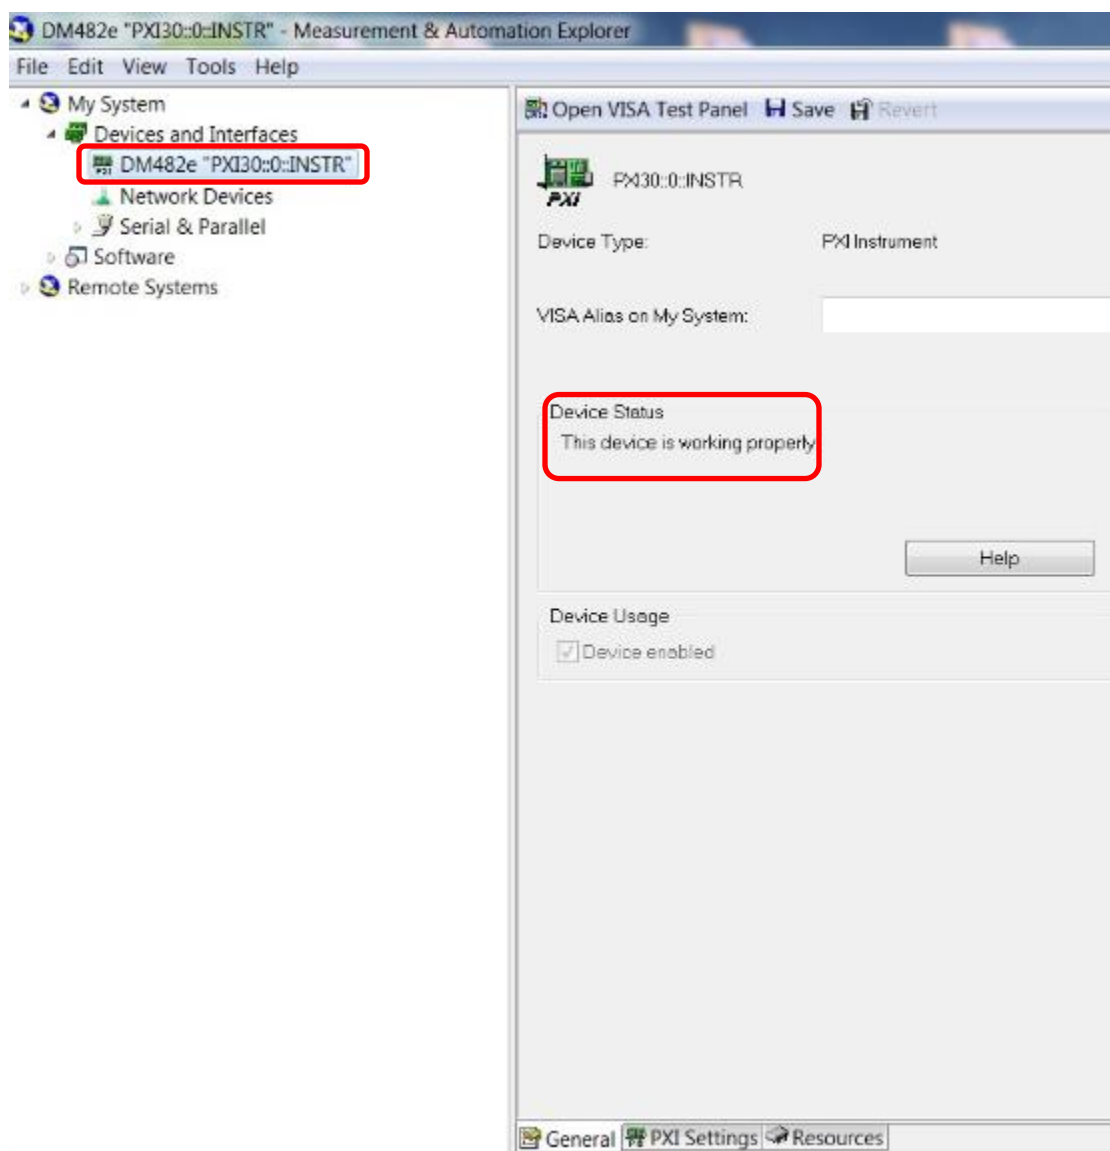 DM482e "PXI30::0::INSTR" - Measurement & Automation Explorer
File Edit View Tools Help
My System
Devices and Interfaces
DM482e "PXI30::0::INSTR"
Network Devices
Serial & Parallel
Software
Remote Systems
Open VISA Test Panel Save Revert
PXI
PXI30::0::INSTR
Device Type: PXI Instrument
VISA Alias on My System:
Device Status
This device is working properly
Help
Device Usage
Device enabled
General PXI Settings Resources